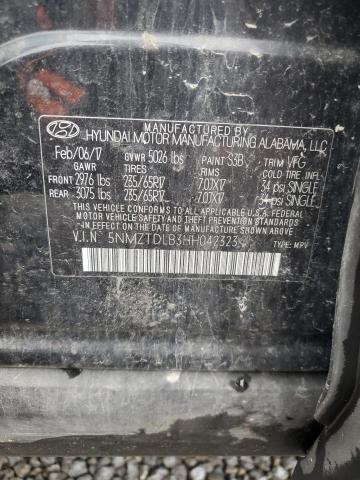 MANUFACTURED BY
HYUNDAI MOTOR MANUFACTURING ALABAMA, LLC
Feb/06/17 GVWR 5026 lbs PAINT S3B TRIM VFG
GAWR TIRES RIMS COLD TIRE INFL
FRONT 2976 lbs 235/65R17 7.0JX17 34 psi SINGLE
REAR 3075 lbs 235/65R17 7.0JX17 34 psi SINGLE
THIS VEHICLE CONFORMS TO ALL APPLICABLE U.S.A. FEDERAL MOTOR
VEHICLE SAFETY, BUMPER, AND THEFT PREVENTION STANDARDS
IN EFFECT ON THE DATE OF MANUFACTURE SHOWN ABOVE.
V.I.N 5NMZTDLB3HH042323 TYPE: MPV